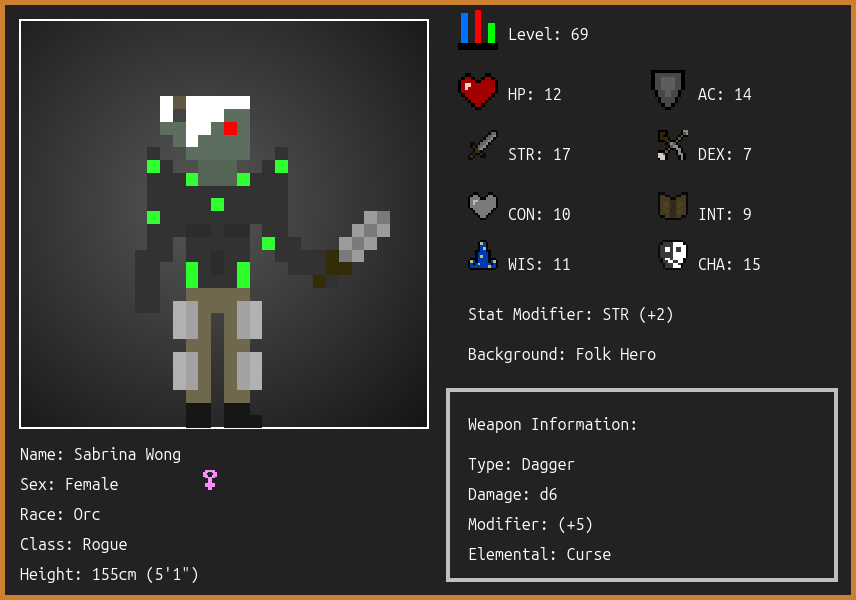 Level: 69
HP: 12
AC: 14
STR: 17
DEX: 7
CON: 10
INT: 9
WIS: 11
CHA: 15
Stat Modifier: STR (+2)
Background: Folk Hero
Weapon Information:
Type: Dagger
Damage: d6
Modifier: (+5)
Elemental: Curse
Name: Sabrina Wong
Sex: Female
Race: Orc
Class: Rogue
Height: 155cm (5'1")